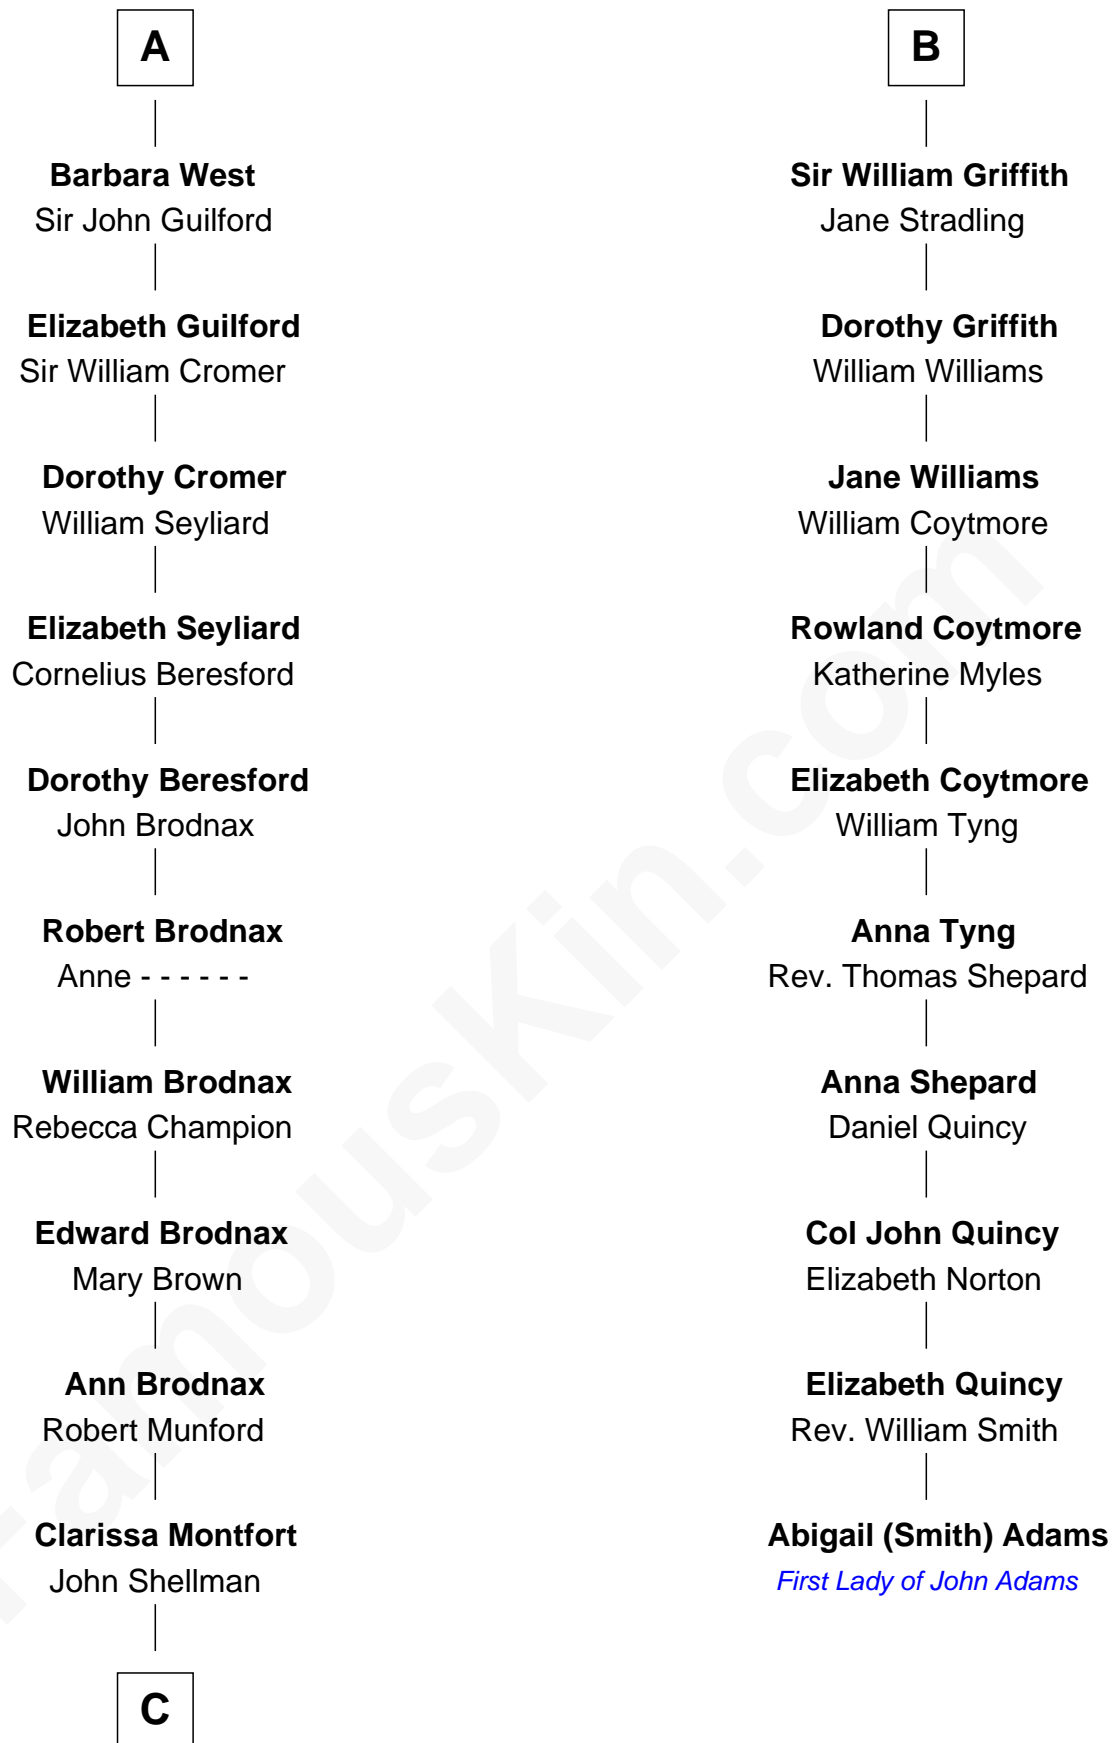 A
Barbara West
Sir John Guilford
Elizabeth Guilford
Sir William Cromer
Dorothy Cromer
William Seyliard
Elizabeth Seyliard
Cornelius Beresford
Dorothy Beresford
John Brodnax
Robert Brodnax
Anne - - - - - -
William Brodnax
Rebecca Champion
Edward Brodnax
Mary Brown
Ann Brodnax
Robert Munford
Clarissa Montfort
John Shellman
C
B
Sir William Griffith
Jane Stradling
Dorothy Griffith
William Williams
Jane Williams
William Coytmore
Rowland Coytmore
Katherine Myles
Elizabeth Coytmore
William Tyng
Anna Tyng
Rev. Thomas Shepard
Anna Shepard
Daniel Quincy
Col John Quincy
Elizabeth Norton
Elizabeth Quincy
Rev. William Smith
Abigail (Smith) Adams
First Lady of John Adams
FamousKin.com